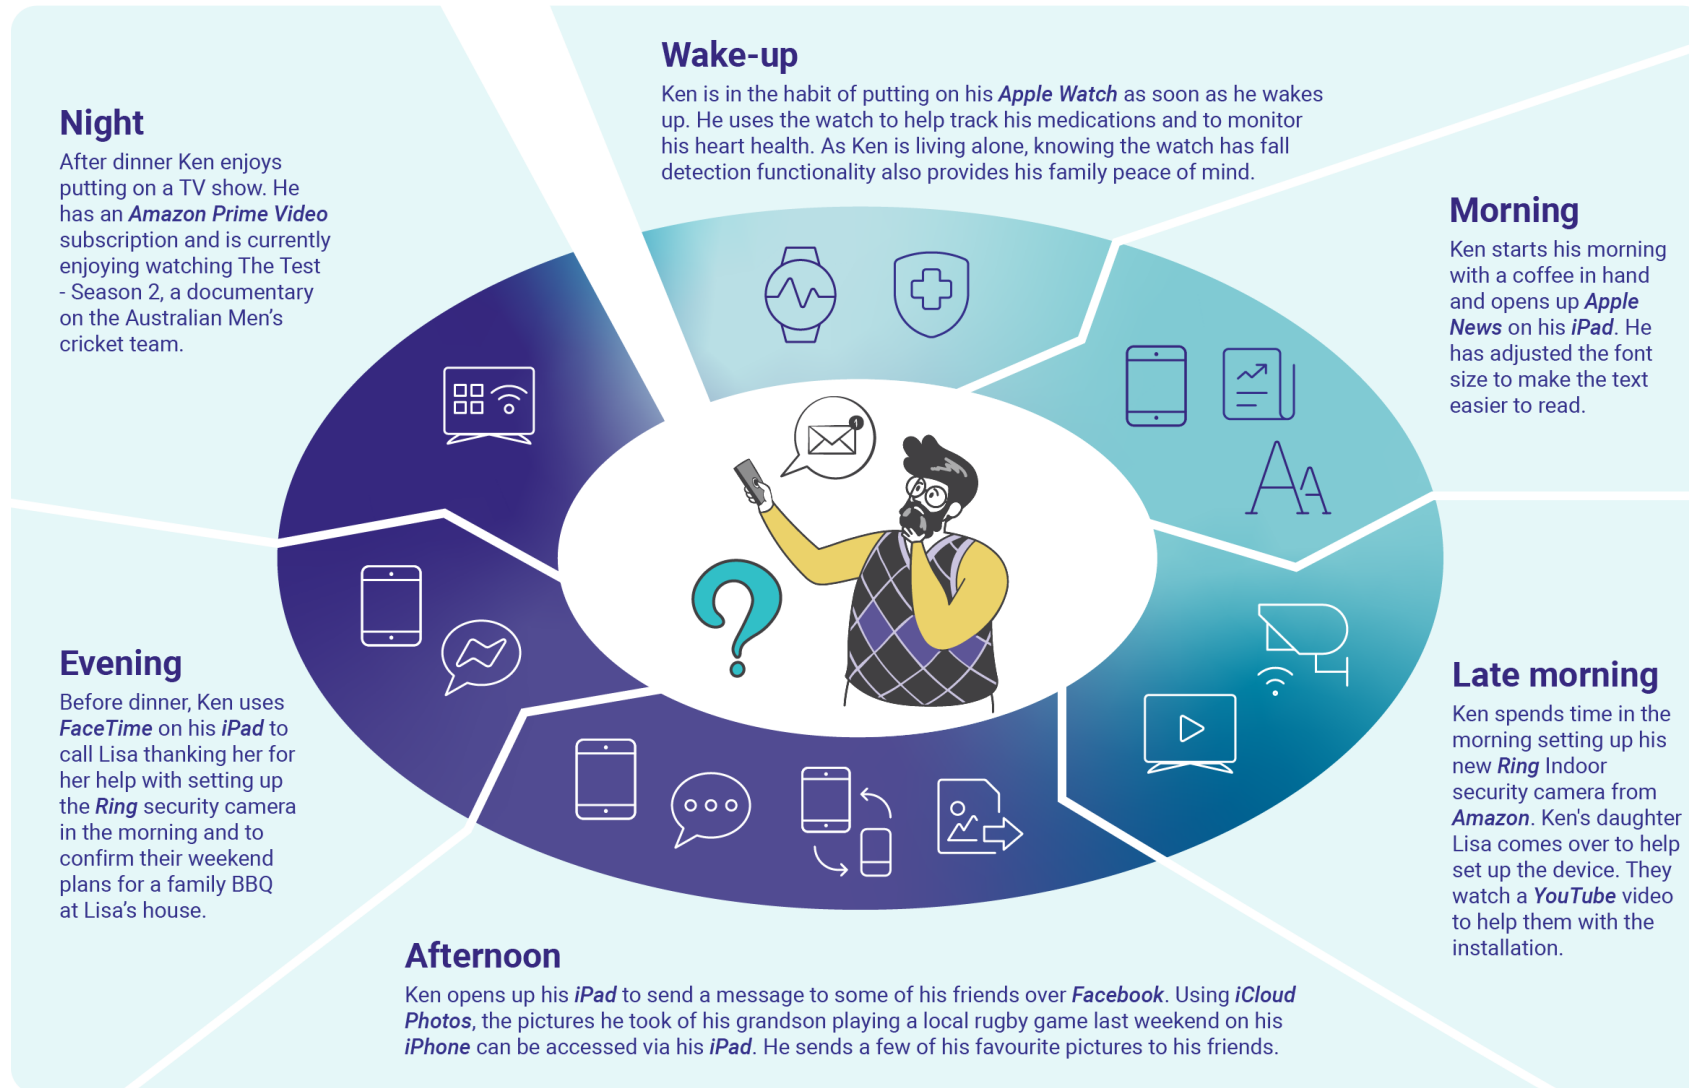 Wake-up
Ken is in the habit of putting on his Apple Watch as soon as he wakes
up. He uses the watch to help track his medications and to monitor
his heart health. As Ken is living alone, knowing the watch has fall
detection functionality also provides his family peace of mind.
Morning
Ken starts his morning
with a coffee in hand
and opens up Apple
News on his iPad. He
has adjusted the font
size to make the text
easier to read.
AA
Late morning
Ken spends time in the
morning setting up his
new Ring Indoor
security camera from
Amazon. Ken's daughter
Lisa comes over to help
set up the device. They
watch a YouTube video
to help them with the
installation.
Afternoon
Ken opens up his iPad to send a message to some of his friends over Facebook. Using iCloud
Photos, the pictures he took of his grandson playing a local rugby game last weekend on his
iPhone can be accessed via his iPad. He sends a few of his favourite pictures to his friends.
Evening
Before dinner, Ken uses
FaceTime on his iPad to
call Lisa thanking her for
her help with setting up
the Ring security camera
in the morning and to
confirm their weekend
plans for a family BBQ
at Lisa’s house.
Night
After dinner Ken enjoys
putting on a TV show. He
has an Amazon Prime Video
subscription and is currently
enjoying watching The Test
- Season 2, a documentary
on the Australian Men’s
cricket team.
1
?